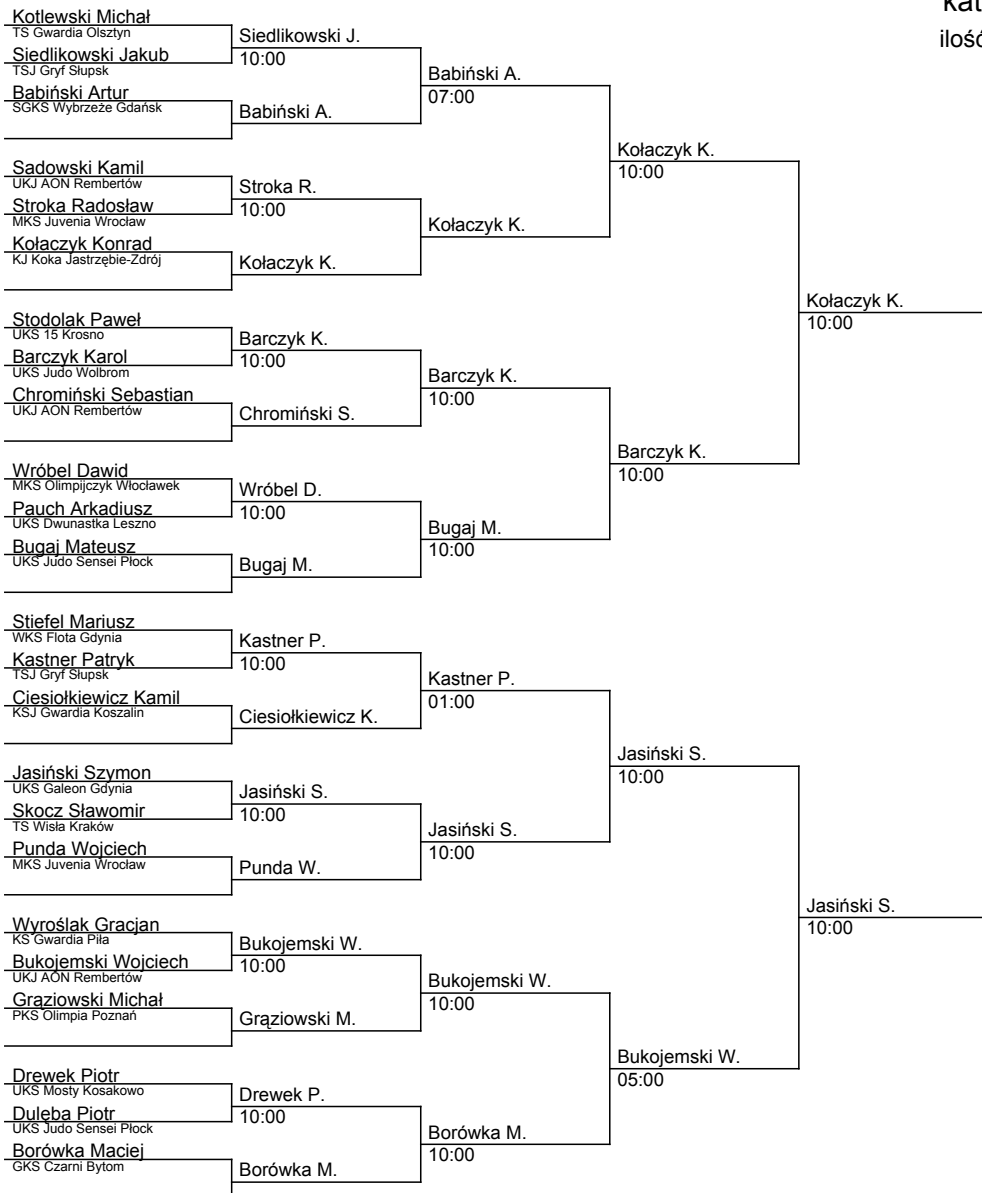 kat
ilość
Kotlewski Michał
TS Gwardia Olsztyn
Siedlikowski Jakub
TSJ Gryf Słupsk
Babiński Artur
SGKS Wybrzeże Gdańsk
Sadowski Kamil
UKJ AON Rembertów
Stroka Radosław
MKS Juvenia Wrocław
Kołaczyk Konrad
KJ Koka Jastrzębie-Zdrój
Stodolak Paweł
UKS 15 Krosno
Barczyk Karol
UKS Judo Wolbrom
Chromiński Sebastian
UKJ AON Rembertów
Wróbel Dawid
MKS Olimpijczyk Włocławek
Pauch Arkadiusz
UKS Dwunastka Leszno
Bugaj Mateusz
UKS Judo Sensei Płock
Stiefel Mariusz
WKS Flota Gdynia
Kastner Patryk
TSJ Gryf Słupsk
Ciesiołkiewicz Kamil
KSJ Gwardia Koszalin
Jasiński Szymon
UKS Galeon Gdynia
Skocz Sławomir
TS Wisła Kraków
Punda Wojciech
MKS Juvenia Wrocław
Wyroślak Gracjan
KS Gwardia Piła
Bukojemski Wojciech
UKJ AON Rembertów
Grąziowski Michał
PKS Olimpia Poznań
Drewek Piotr
UKS Mosty Kosakowo
Dulęba Piotr
UKS Judo Sensei Płock
Borówka Maciej
GKS Czarni Bytom
Siedlikowski J.
10:00
Babiński A.
Stroka R.
10:00
Kołaczyk K.
Barczyk K.
10:00
Chromiński S.
Wróbel D.
10:00
Bugaj M.
Kastner P.
10:00
Ciesiołkiewicz K.
Jasiński S.
10:00
Punda W.
Bukojemski W.
10:00
Grąziowski M.
Drewek P.
10:00
Borówka M.
Babiński A.
07:00
Kołaczyk K.
Barczyk K.
10:00
Bugaj M.
10:00
Kastner P.
01:00
Jasiński S.
10:00
Bukojemski W.
10:00
Borówka M.
10:00
Kołaczyk K.
10:00
Barczyk K.
10:00
Jasiński S.
10:00
Bukojemski W.
05:00
Kołaczyk K.
10:00
Jasiński S.
10:00